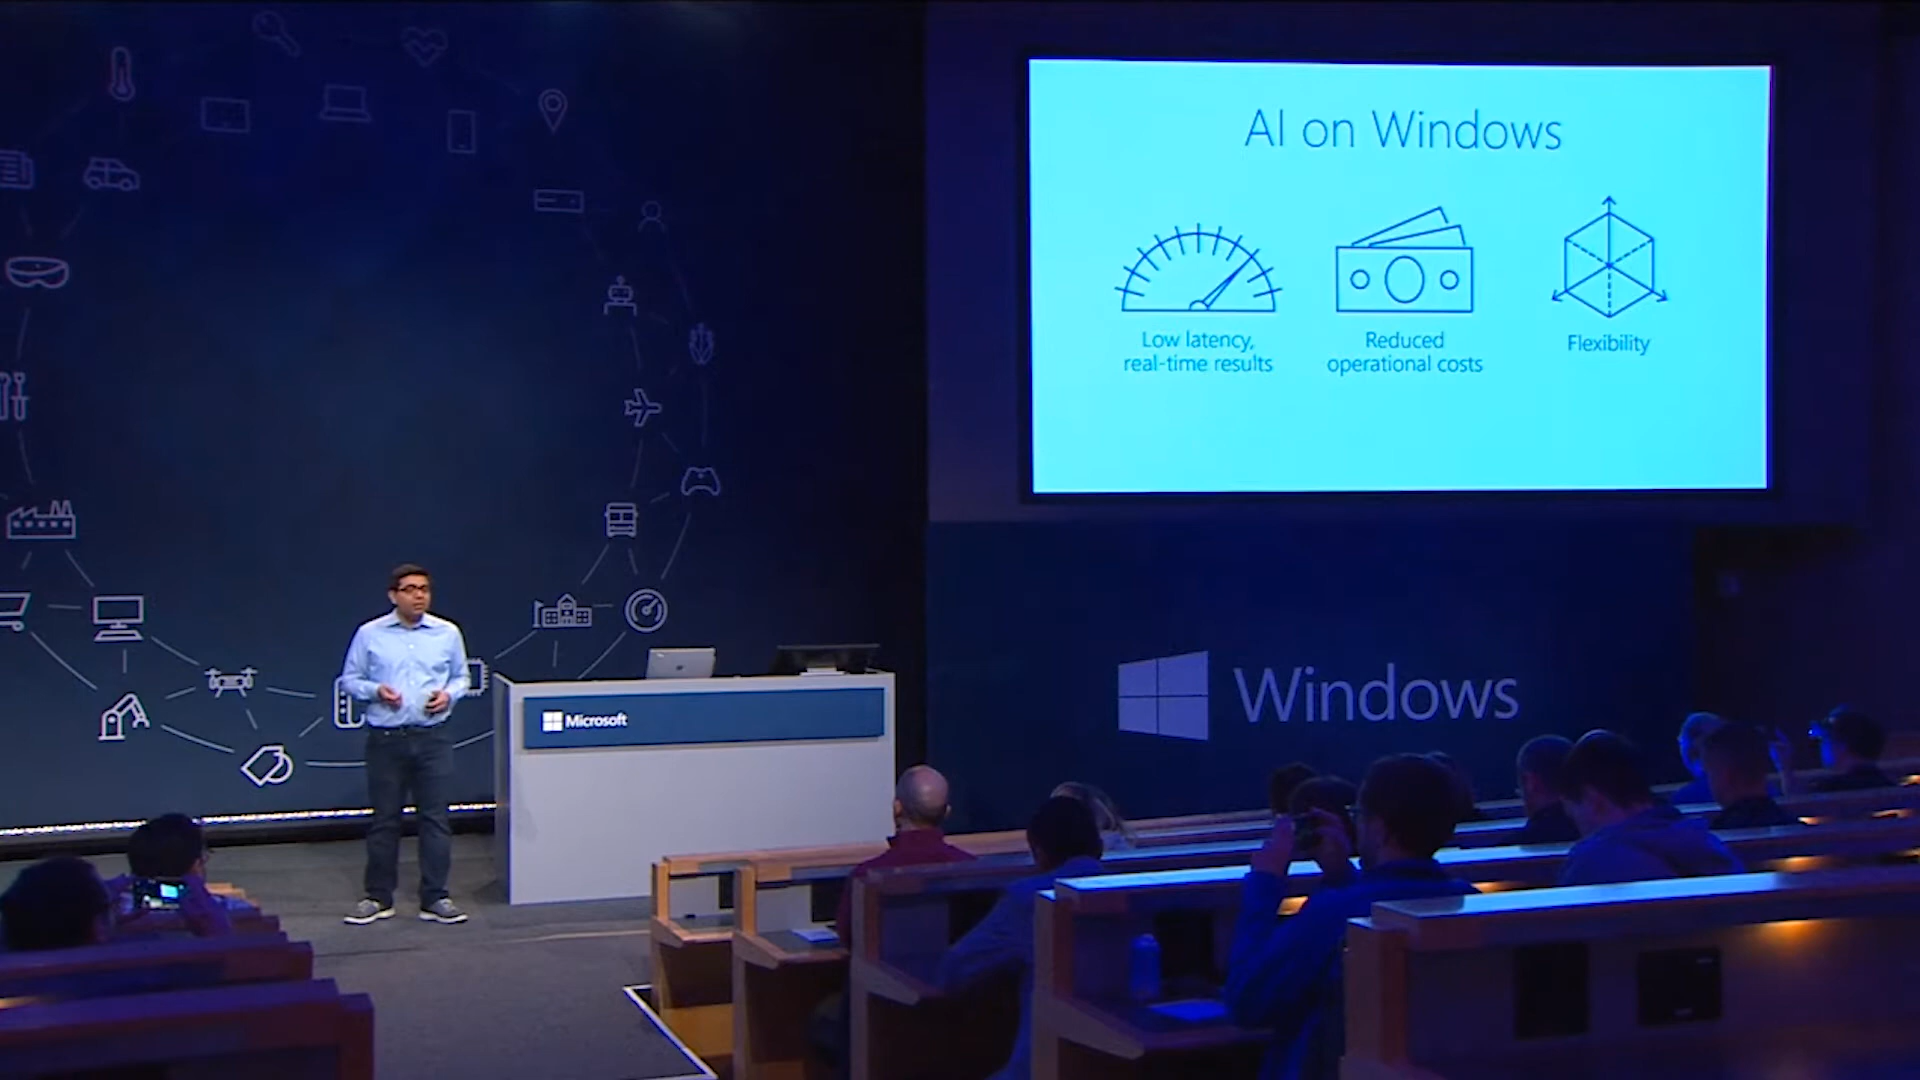 AI on Windows
Low latency,
real-time results
Reduced
operational costs
Flexibility
Microsoft
Windows